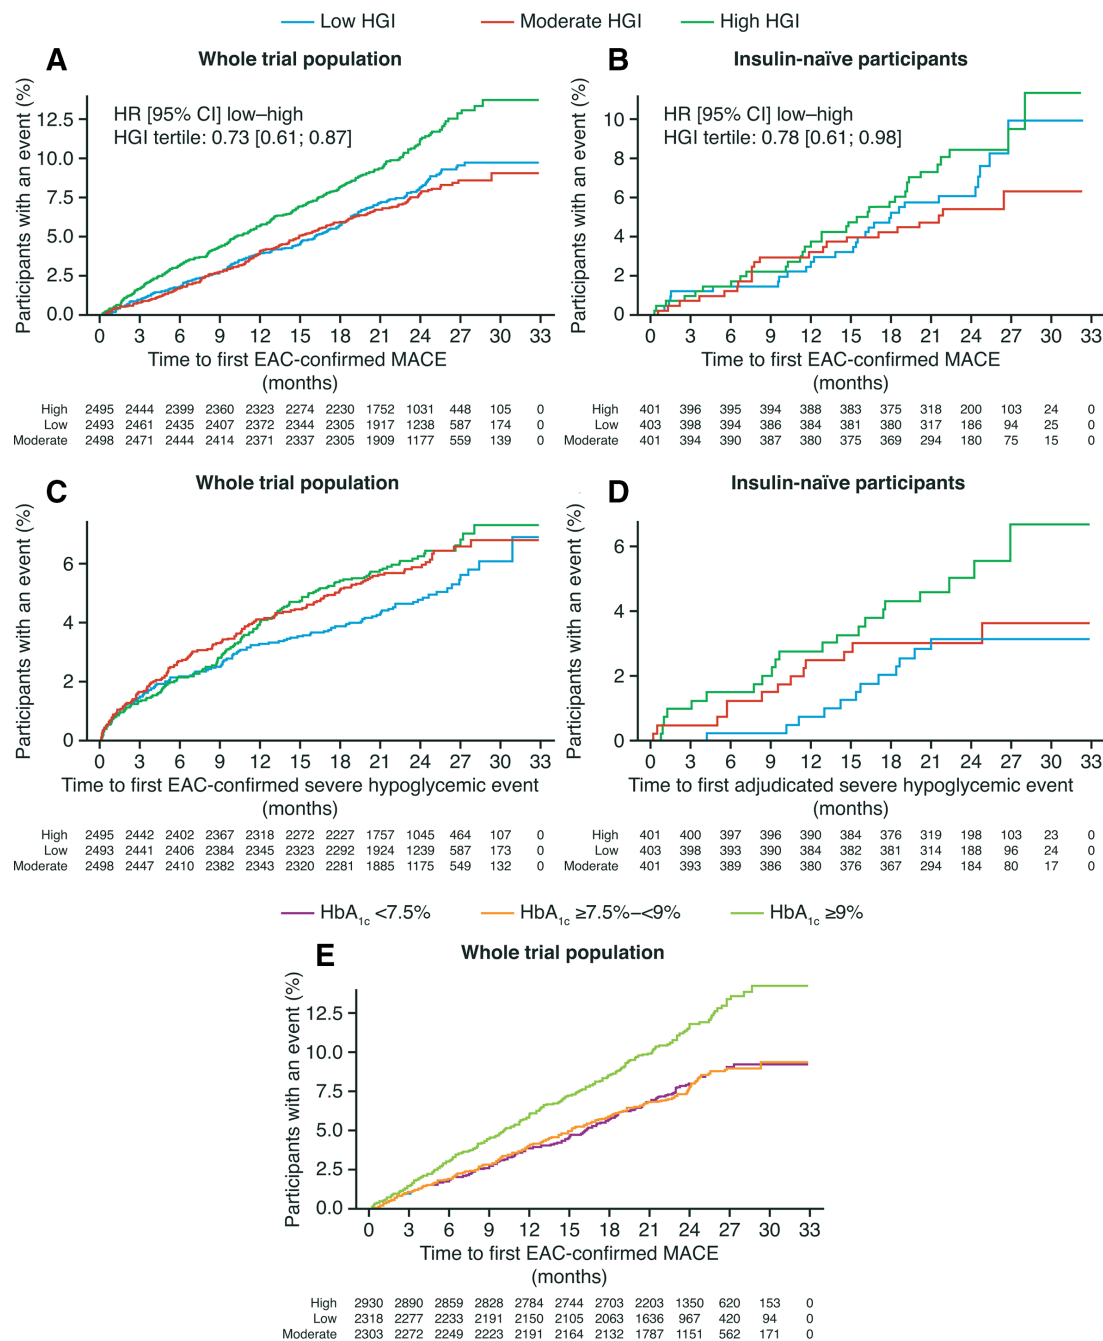 Low HGI Moderate HGI High HGI
A Whole trial population
Participants with an event (%)
12.5
10.0
7.5
5.0
2.5
0.0
HR [95% CI] low–high
HGI tertile: 0.73 [0.61; 0.87]
0 3 6 9 12 15 18 21 24 27 30 33
Time to first EAC-confirmed MACE
(months)
High 2495 2444 2399 2360 2323 2274 2230 1752 1031 448 105 0
Low 2493 2461 2435 2407 2372 2344 2305 1917 1238 587 174 0
Moderate 2498 2471 2444 2414 2371 2337 2305 1909 1177 559 139 0
B Insulin-naïve participants
Participants with an event (%)
10
8
6
4
2
0
HR [95% CI] low–high
HGI tertile: 0.78 [0.61; 0.98]
0 3 6 9 12 15 18 21 24 27 30 33
Time to first EAC-confirmed MACE
(months)
High 401 396 395 394 388 383 375 318 200 103 24 0
Low 403 398 394 386 384 381 380 317 186 94 25 0
Moderate 401 394 390 387 380 375 369 294 180 75 15 0
C Whole trial population
Participants with an event (%)
6
4
2
0
0 3 6 9 12 15 18 21 24 27 30 33
Time to first EAC-confirmed severe hypoglycemic event
(months)
High 2495 2442 2402 2367 2318 2272 2227 1757 1045 464 107 0
Low 2493 2441 2406 2384 2345 2323 2292 1924 1239 587 173 0
Moderate 2498 2447 2410 2382 2343 2320 2281 1885 1175 549 132 0
D Insulin-naïve participants
Participants with an event (%)
6
4
2
0
0 3 6 9 12 15 18 21 24 27 30 33
Time to first adjudicated severe hypoglycemic event
(months)
High 401 400 397 396 390 384 376 319 198 103 23 0
Low 403 398 393 390 384 382 381 314 188 96 24 0
Moderate 401 393 389 386 380 376 367 294 184 80 17 0
HbA1c <7.5% HbA1c ≥7.5%–<9% HbA1c ≥9%
E Whole trial population
Participants with an event (%)
12.5
10.0
7.5
5.0
2.5
0.0
0 3 6 9 12 15 18 21 24 27 30 33
Time to first EAC-confirmed MACE
(months)
High 2930 2890 2859 2828 2784 2744 2703 2203 1350 620 153 0
Low 2318 2277 2233 2191 2150 2105 2063 1636 967 420 94 0
Moderate 2303 2272 2249 2223 2191 2164 2132 1787 1151 562 171 0